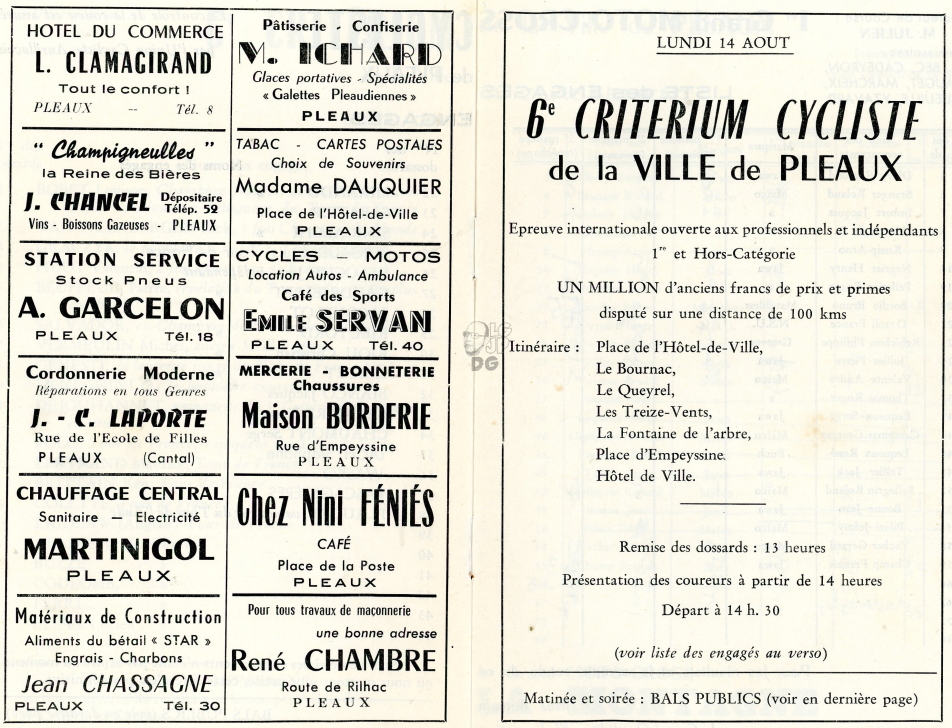 HOTEL DU COMMERCE
L. CLAMAGIRAND
Tout le confort !
PLEAUX -- Tél. 8
" Champigneulles "
la Reine des Bières
J. CHANCEL Dépositaire
Télép. 52
Vins - Boissons Gazeuses - PLEAUX
STATION SERVICE
Stock Pneus
A. GARCELON
PLEAUX Tél. 18
Cordonnerie Moderne
Réparations en tous Genres
J. - C. LAPORTE
Rue de l'Ecole de Filles
PLEAUX (Cantal)
CHAUFFAGE CENTRAL
Sanitaire — Electricité
MARTINIGOL
PLEAUX
Matériaux de Construction
Aliments du bétail « STAR »
Engrais - Charbons
Jean CHASSAGNE
PLEAUX Tél. 30
Pâtisserie - Confiserie
M. ICHARD
Glaces portatives - Spécialités
« Galettes Pleaudiennes »
PLEAUX
TABAC - CARTES POSTALES
Choix de Souvenirs
Madame DAUQUIER
Place de l'Hôtel-de-Ville
PLEAUX
CYCLES — MOTOS
Location Autos - Ambulance
Café des Sports
EMILE SERVAN
PLEAUX Tél. 40
MERCERIE - BONNETERIE
Chaussures
Maison BORDERIE
Rue d'Empeyssine
PLEAUX
Chez Nini FÉNIÉS
CAFÉ
Place de la Poste
PLEAUX
Pour tous travaux de maçonnerie
une bonne adresse
René CHAMBRE
Route de Rilhac
PLEAUX
LUNDI 14 AOUT
6e CRITERIUM CYCLISTE
de la VILLE de PLEAUX
Epreuve internationale ouverte aux professionnels et indépendants
1re et Hors-Catégorie
UN MILLION d'anciens francs de prix et primes
disputé sur une distance de 100 kms
Itinéraire : Place de l'Hôtel-de-Ville,
Le Bournac,
Le Queyrel,
Les Treize-Vents,
La Fontaine de l'arbre,
Place d'Empeyssine.
Hôtel de Ville.
Remise des dossards : 13 heures
Présentation des coureurs à partir de 14 heures
Départ à 14 h. 30
(voir liste des engagés au verso)
Matinée et soirée : BALS PUBLICS (voir en dernière page)